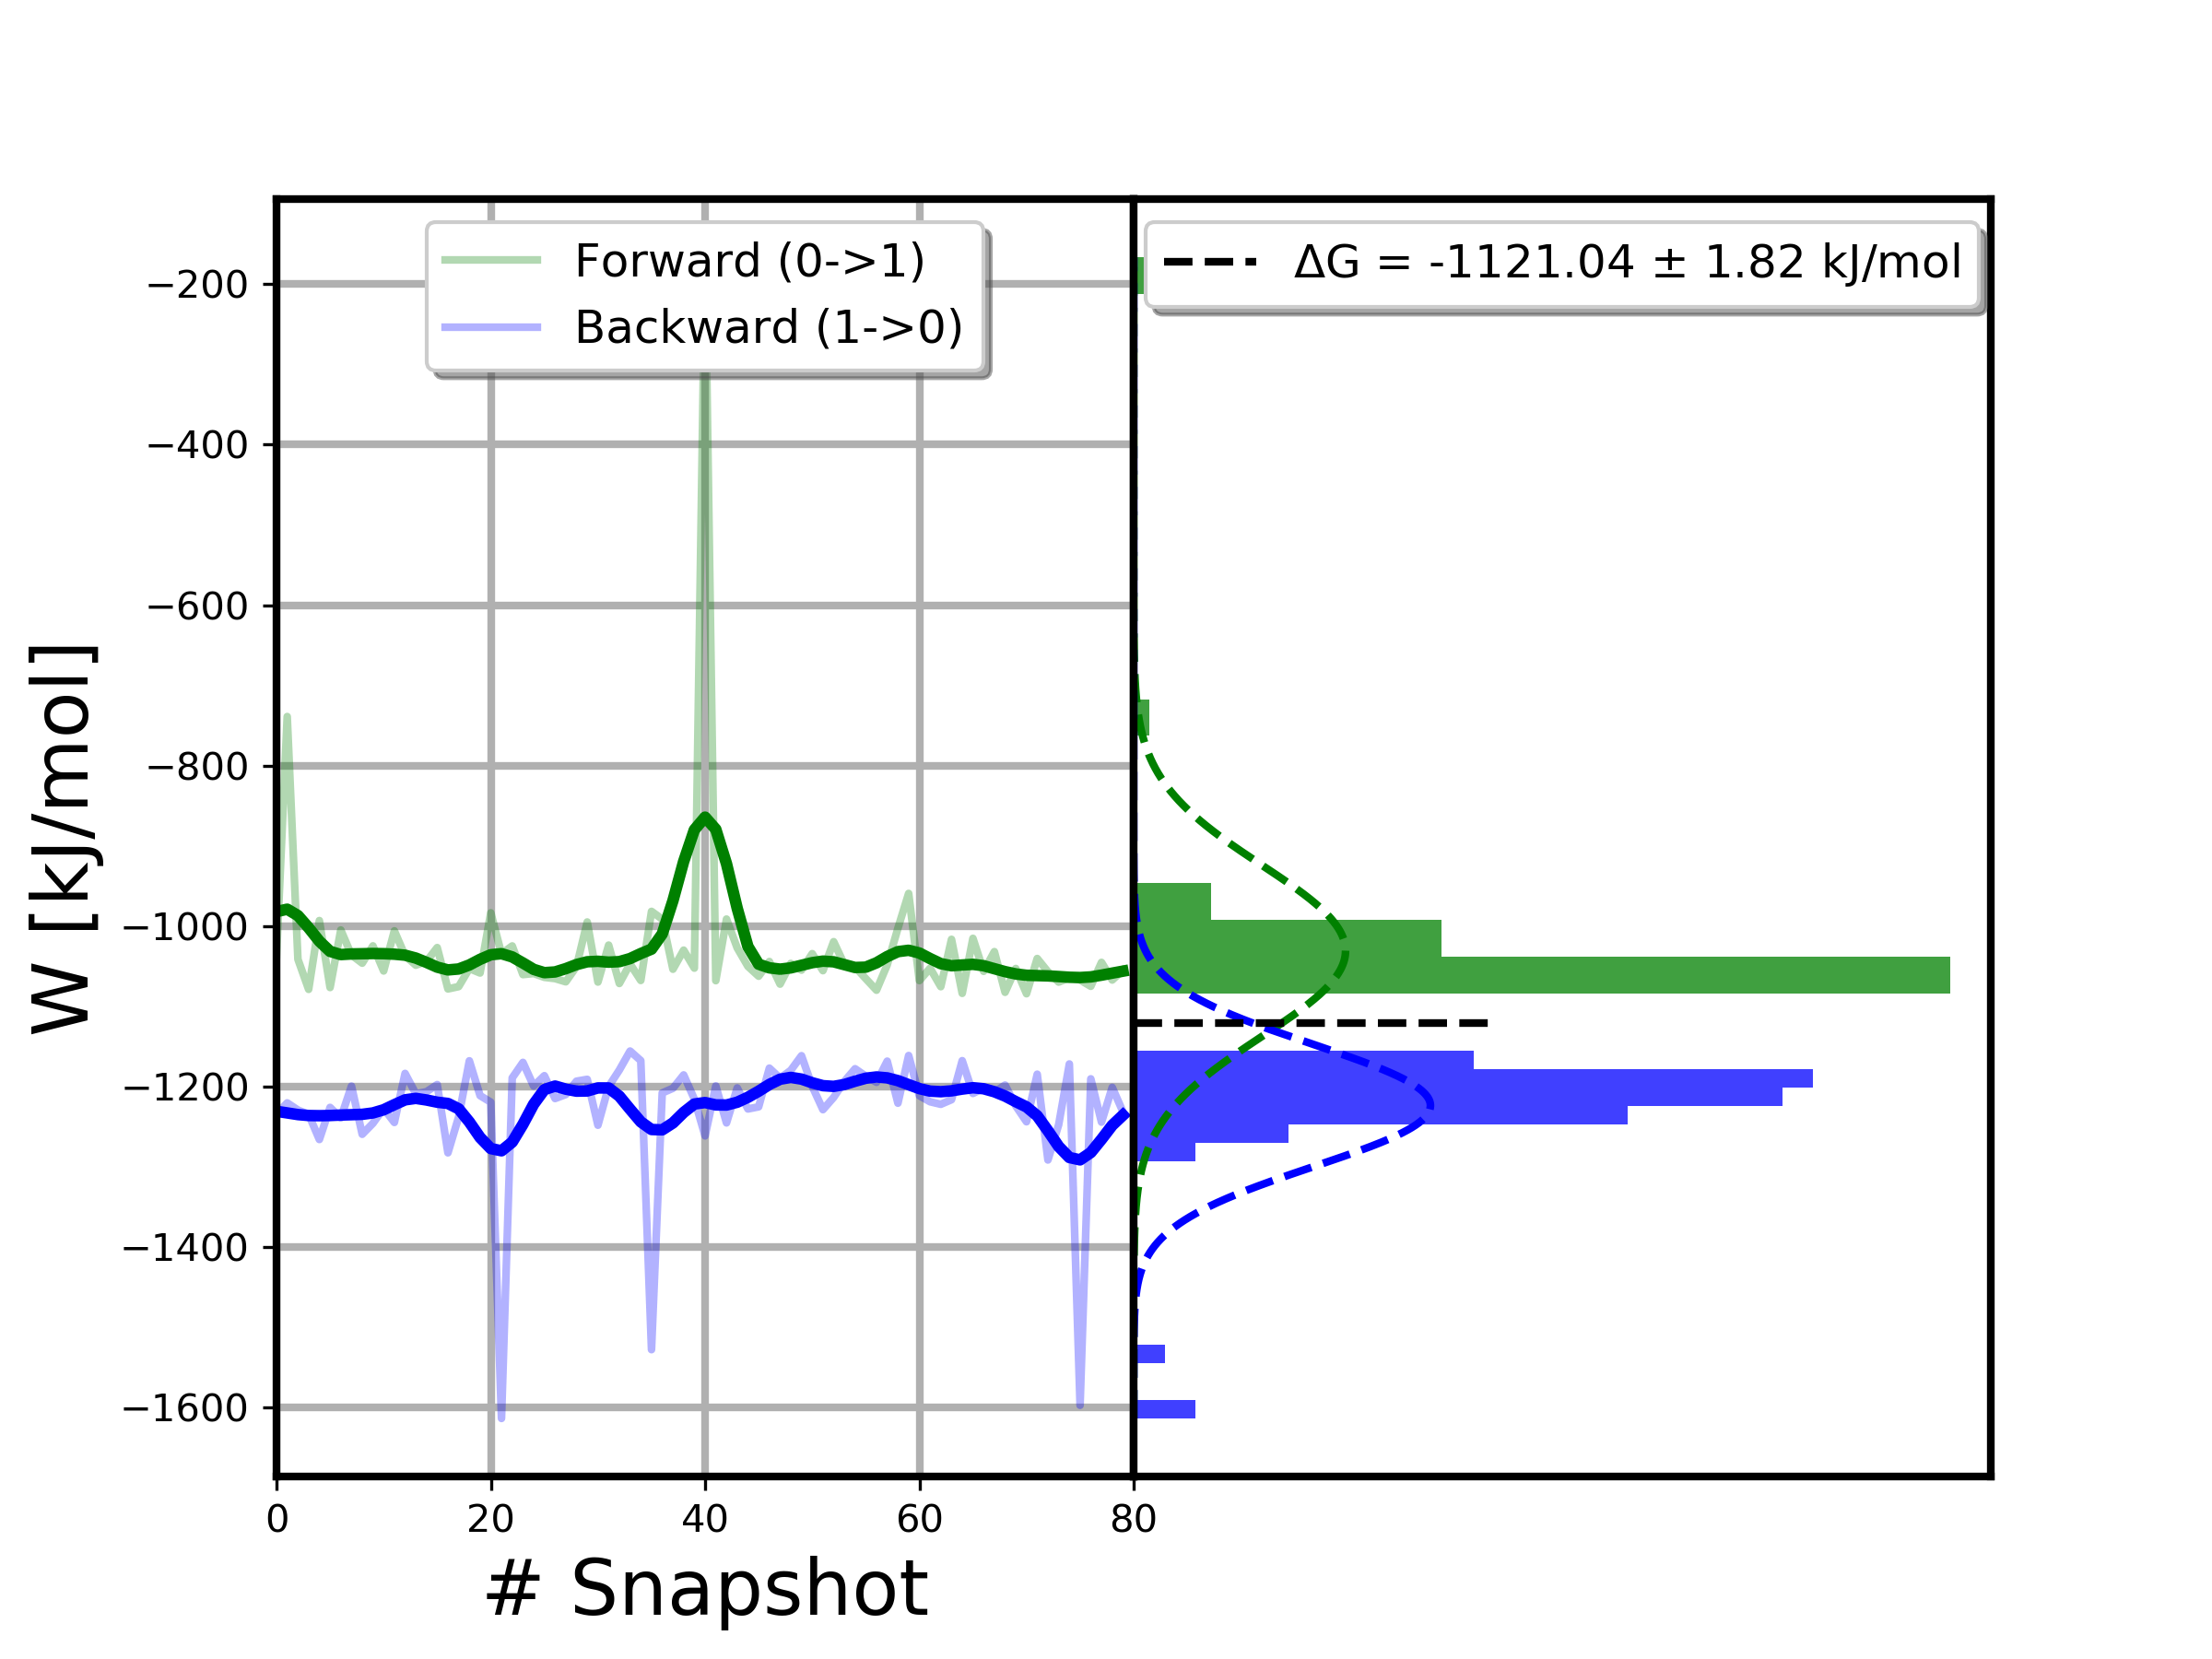 Forward (0->1)
Backward (1->0)
ΔG = -1121.04 ± 1.82 kJ/mol
W [kJ/mol]
−200
−400
−600
−800
−1000
−1200
−1400
−1600
0 20 40 60 80
# Snapshot